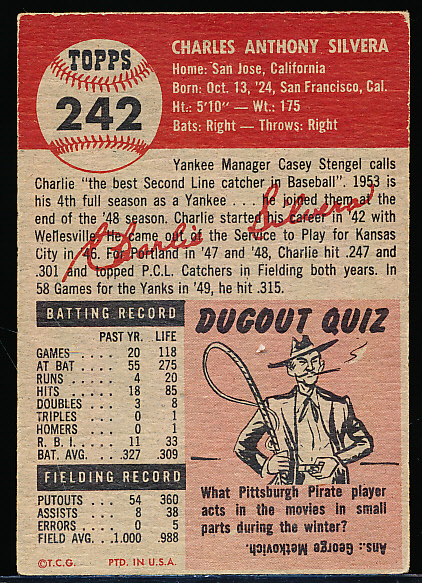 TOPPS
242
CHARLES ANTHONY SILVERA
Home: San Jose, California
Born: Oct. 13, '24, San Francisco, Cal.
Ht.: 5'10" — Wt.: 175
Bats: Right — Throws: Right
Yankee Manager Casey Stengel calls
Charlie "the best Second Line catcher in Baseball". 1953 is
his 4th full season as a Yankee . . . he joined them at the
end of the '48 season. Charlie started his career in '42 with
Wellesville . . . came out of the Service to Play for Kansas
City in '46. For Portland in '47 and '48, Charlie hit .247 and
.301 and topped P.C.L. Catchers in Fielding both years. In
58 Games for the Yanks in '49, he hit .315.
Charlie Silvera
BATTING RECORD
PAST YR. LIFE
GAMES . . . . 20 118
AT BAT . . . . 55 275
RUNS . . . . . 4 20
HITS . . . . . 18 85
DOUBLES . . . 3 8
TRIPLES . . . . 0 1
HOMERS . . . 0 1
R. B. I. . . . . . 11 33
BAT. AVG. . . .327 .309
FIELDING RECORD
PUTOUTS . . . 54 360
ASSISTS . . . . 8 38
ERRORS . . . . 0 5
FIELD AVG. . .1.000 .988
©T.C.G. PTD. IN U.S.A.
DUGOUT QUIZ
What Pittsburgh Pirate player
acts in the movies in small
parts during the winter?
Ans.: George Metkovich.